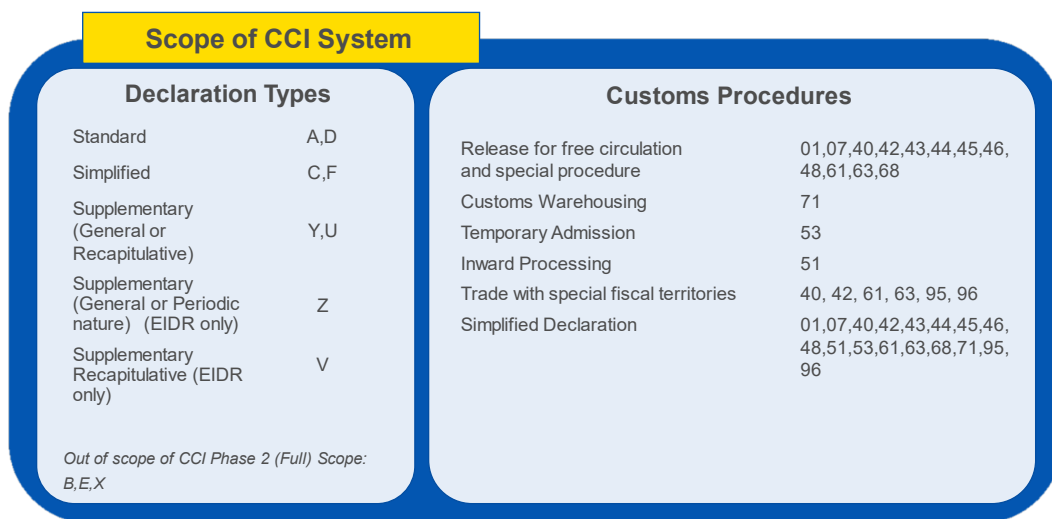 Scope of CCI System
Declaration Types
Standard A,D
Simplified C,F
Supplementary
(General or Y,U
Recapitulative)
Supplementary
(General or Periodic
nature) (EIDR only) Z
Supplementary
Recapitulative (EIDR V
only)
Out of scope of CCI Phase 2 (Full) Scope:
B,E,X
Customs Procedures
Release for free circulation 01,07,40,42,43,44,45,46,
and special procedure 48,61,63,68
Customs Warehousing 71
Temporary Admission 53
Inward Processing 51
Trade with special fiscal territories 40, 42, 61, 63, 95, 96
Simplified Declaration 01,07,40,42,43,44,45,46,
48,51,53,61,63,68,71,95,
96